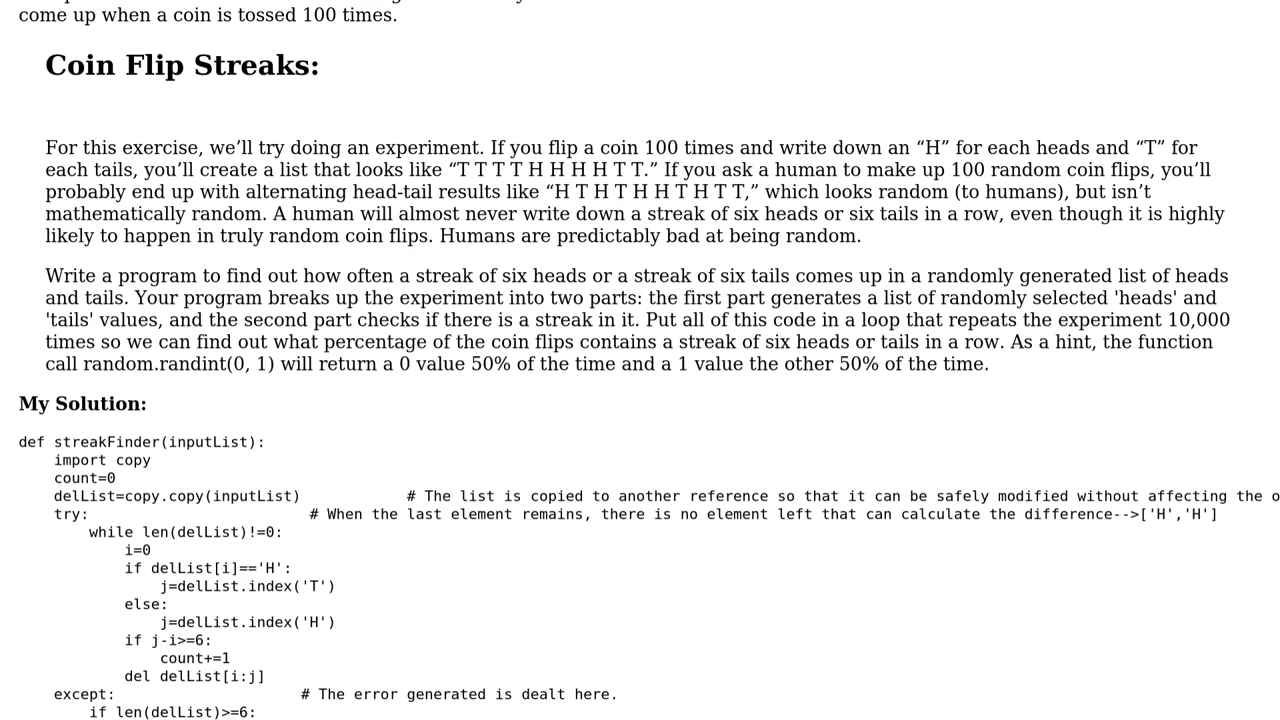 come up when a coin is tossed 100 times.
Coin Flip Streaks:
For this exercise, we’ll try doing an experiment. If you flip a coin 100 times and write down an “H” for each heads and “T” for
each tails, you’ll create a list that looks like “T T T T H H H H T T.” If you ask a human to make up 100 random coin flips, you’ll
probably end up with alternating head-tail results like “H T H T H H T H T T,” which looks random (to humans), but isn’t
mathematically random. A human will almost never write down a streak of six heads or six tails in a row, even though it is highly
likely to happen in truly random coin flips. Humans are predictably bad at being random.
Write a program to find out how often a streak of six heads or a streak of six tails comes up in a randomly generated list of heads
and tails. Your program breaks up the experiment into two parts: the first part generates a list of randomly selected 'heads' and
'tails' values, and the second part checks if there is a streak in it. Put all of this code in a loop that repeats the experiment 10,000
times so we can find out what percentage of the coin flips contains a streak of six heads or tails in a row. As a hint, the function
call random.randint(0, 1) will return a 0 value 50% of the time and a 1 value the other 50% of the time.
My Solution:
def streakFinder(inputList):
    import copy
    count=0
    delList=copy.copy(inputList)            # The list is copied to another reference so that it can be safely modified without affecting the o
    try:                         # When the last element remains, there is no element left that can calculate the difference-->['H','H']
        while len(delList)!=0:
            i=0
            if delList[i]=='H':
                j=delList.index('T')
            else:
                j=delList.index('H')
            if j-i>=6:
                count+=1
            del delList[i:j]
    except:                     # The error generated is dealt here.
        if len(delList)>=6: